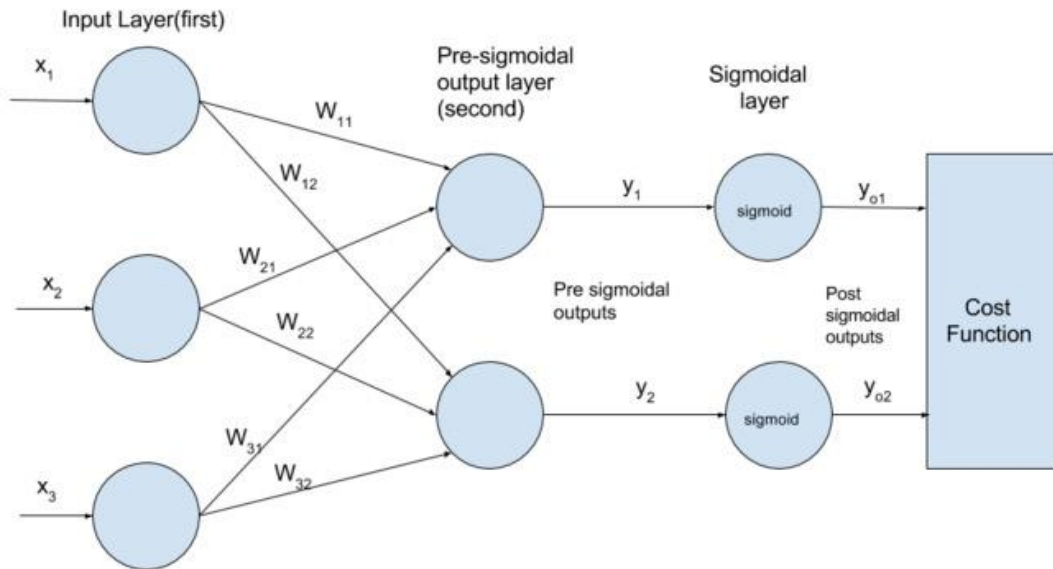 Input Layer(first)
x1
Pre-sigmoidal
output layer
(second)
Sigmoidal
layer
W11
W12
y1
sigmoid
yo1
x2
W21
W22
Pre sigmoidal
outputs
Post
sigmoidal
outputs
Cost
Function
y2
sigmoid
yo2
W31
W32
x3